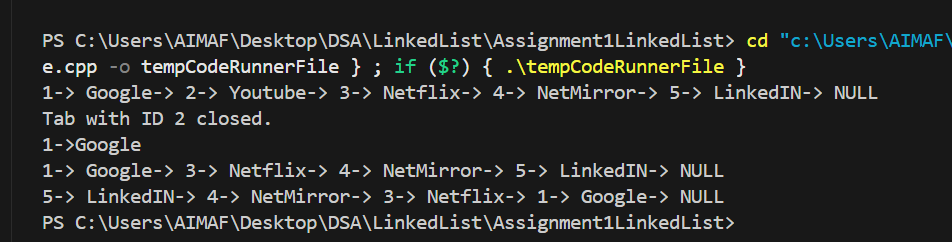 PS C:\Users\AIMAF\Desktop\DSA\LinkedList\Assignment1LinkedList> cd "c:\Users\AIMAF\
e.cpp -o tempCodeRunnerFile } ; if ($?) { .\tempCodeRunnerFile }
1-> Google-> 2-> Youtube-> 3-> Netflix-> 4-> NetMirror-> 5-> LinkedIN-> NULL
Tab with ID 2 closed.
1->Google
1-> Google-> 3-> Netflix-> 4-> NetMirror-> 5-> LinkedIN-> NULL
5-> LinkedIN-> 4-> NetMirror-> 3-> Netflix-> 1-> Google-> NULL
PS C:\Users\AIMAF\Desktop\DSA\LinkedList\Assignment1LinkedList>